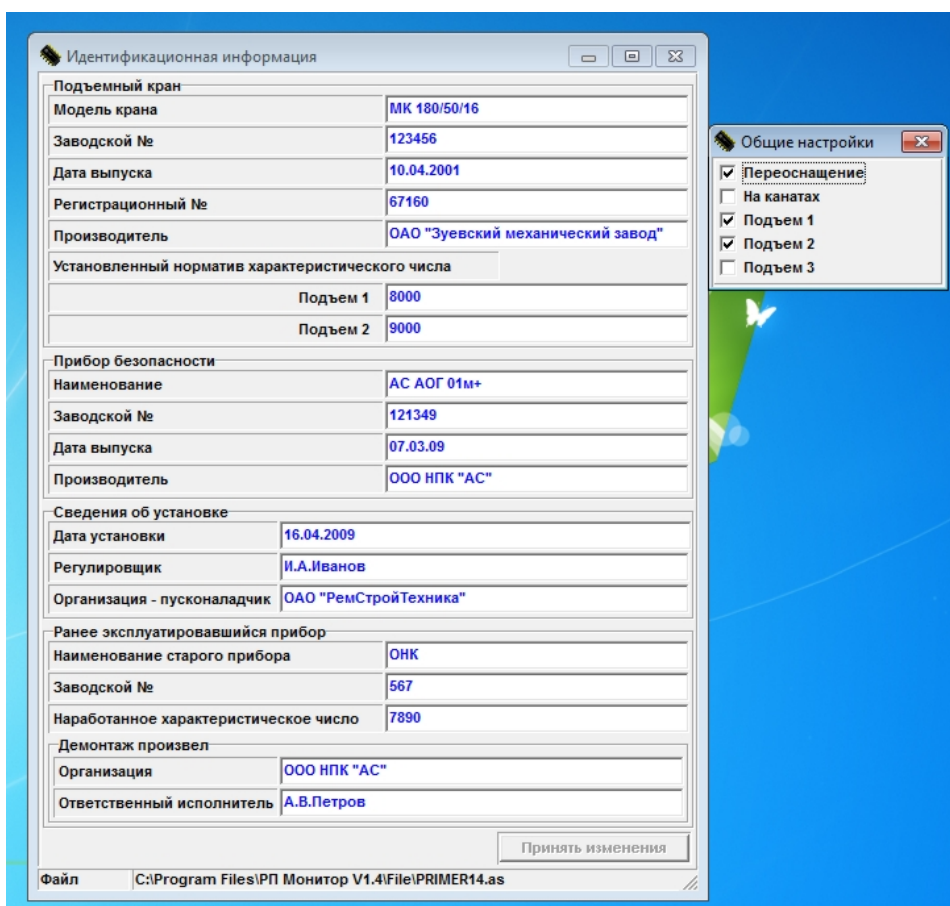 Идентификационная информация
Подъемный кран
Модель крана МК 180/50/16
Заводской № 123456
Дата выпуска 10.04.2001
Регистрационный № 67160
Производитель ОАО "Зуевский механический завод"
Установленный норматив характеристического числа
Подъем 1 8000
Подъем 2 9000
Прибор безопасности
Наименование АС АОГ 01м+
Заводской № 121349
Дата выпуска 07.03.09
Производитель ООО НПК "АС"
Сведения об установке
Дата установки 16.04.2009
Регулировщик И.А.Иванов
Организация - пусконаладчик ОАО "РемСтройТехника"
Ранее эксплуатировавшийся прибор
Наименование старого прибора ОНК
Заводской № 567
Наработанное характеристическое число 7890
Демонтаж произвел
Организация ООО НПК "АС"
Ответственный исполнитель А.В.Петров
Принять изменения
Файл C:\Program Files\РП Монитор V1.4\File\PRIMER14.as
Общие настройки
Переоснащение
На канатах
Подъем 1
Подъем 2
Подъем 3